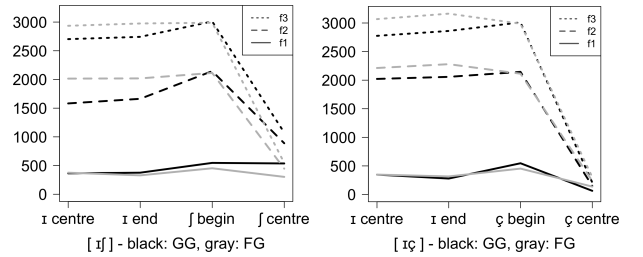 3000
2500
2000
1500
1000
500
0
f3
f2
f1
ɪ centre ɪ end ʃ begin ʃ centre
[ ɪʃ ] - black: GG, gray: FG
3000
2500
2000
1500
1000
500
0
f3
f2
f1
ɪ centre ɪ end ç begin ç centre
[ ɪç ] - black: GG, gray: FG